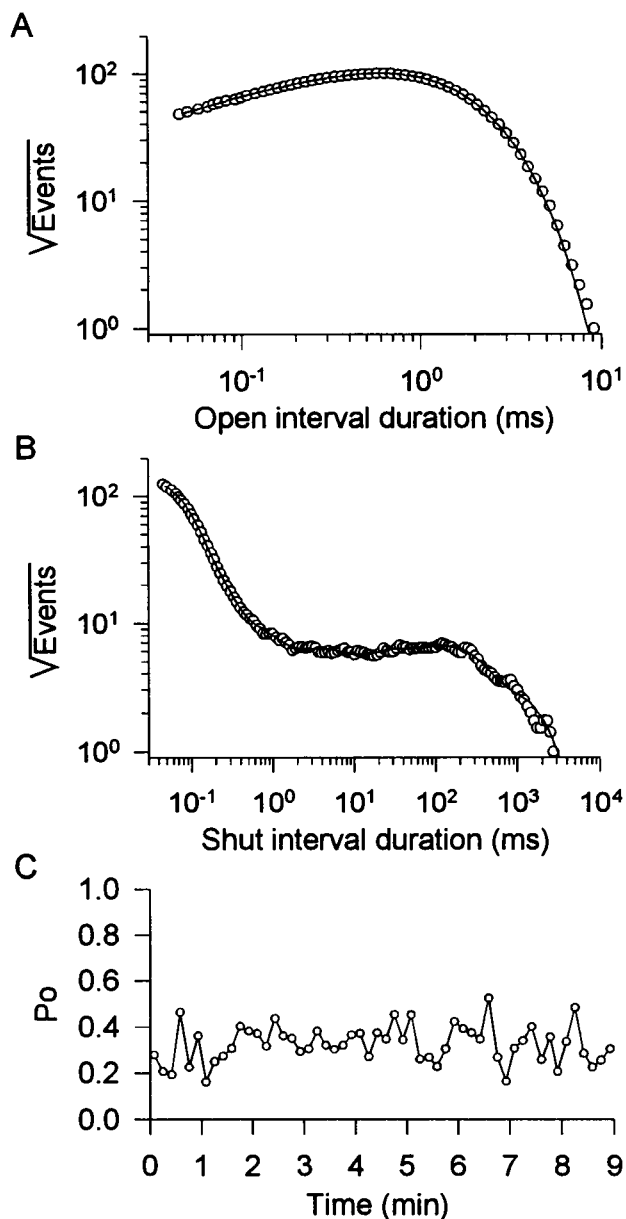 A
√Events
10²
10¹
10⁰
10⁻¹ 10⁰ 10¹
Open interval duration (ms)
B
√Events
10²
10¹
10⁰
10⁻¹ 10⁰ 10¹ 10² 10³ 10⁴
Shut interval duration (ms)
C
Po
1.0
0.8
0.6
0.4
0.2
0.0
0 1 2 3 4 5 6 7 8 9
Time (min)